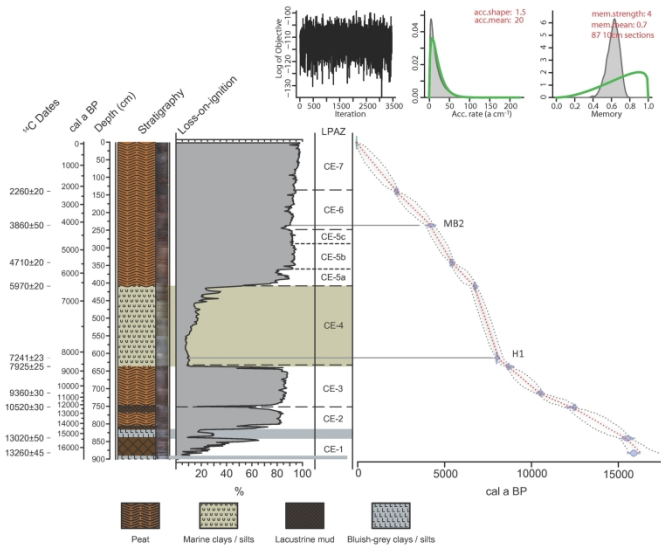 Log of Objective
-100
-110
-120
-130
0 500 1500 2500 3500
Iteration
acc.shape: 1.5
acc.mean: 20
0.04
0.02
0.00
0 50 100 150 200
Acc. rate (a cm⁻¹)
mem.strength: 4
mem.mean: 0.7
87 10cm sections
6
5
4
3
2
1
0
0.0 0.2 0.4 0.6 0.8 1.0
Memory
¹⁴C Dates
cal a BP
Depth (cm)
Stratigraphy
Loss-on-ignition
LPAZ
2260±20
3860±50
4710±20
5970±20
7241±23
7925±25
9360±30
10520±30
13020±50
13260±45
0
1000
2000
3000
4000
5000
6000
7000
8000
9000
10000
11000
12000
13000
14000
15000
16000
0
50
100
150
200
250
300
350
400
450
500
550
600
650
700
750
800
850
900
CE-7
CE-6
CE-5c
CE-5b
CE-5a
CE-4
CE-3
CE-2
CE-1
MB2
H1
20 40 60 80 100
%
0 5000 10000 15000
cal a BP
Peat
Marine clays / silts
Lacustrine mud
Bluish-grey clays / silts